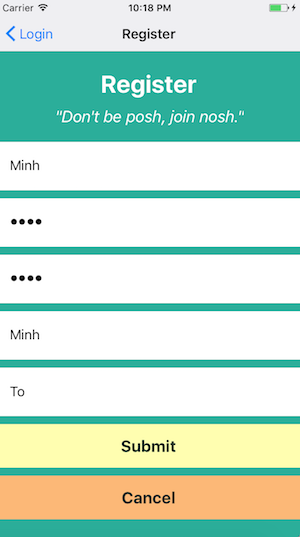 Carrier 10:18 PM
Login Register
Register
"Don't be posh, join nosh."
Minh
••••
••••
Minh
To
Submit
Cancel